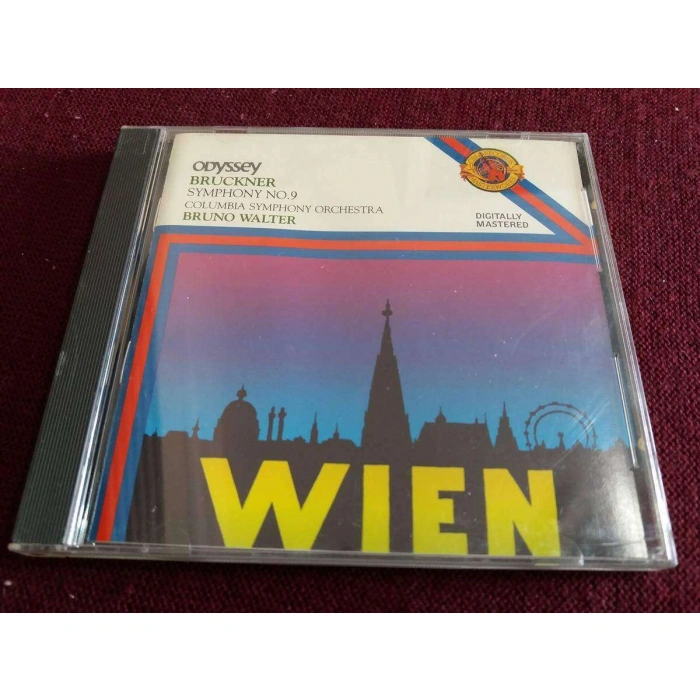 ODYSSEY
BRUCKNER
SYMPHONY NO.9
COLUMBIA SYMPHONY ORCHESTRA
BRUNO WALTER
DIGITALLY
MASTERED
WIEN